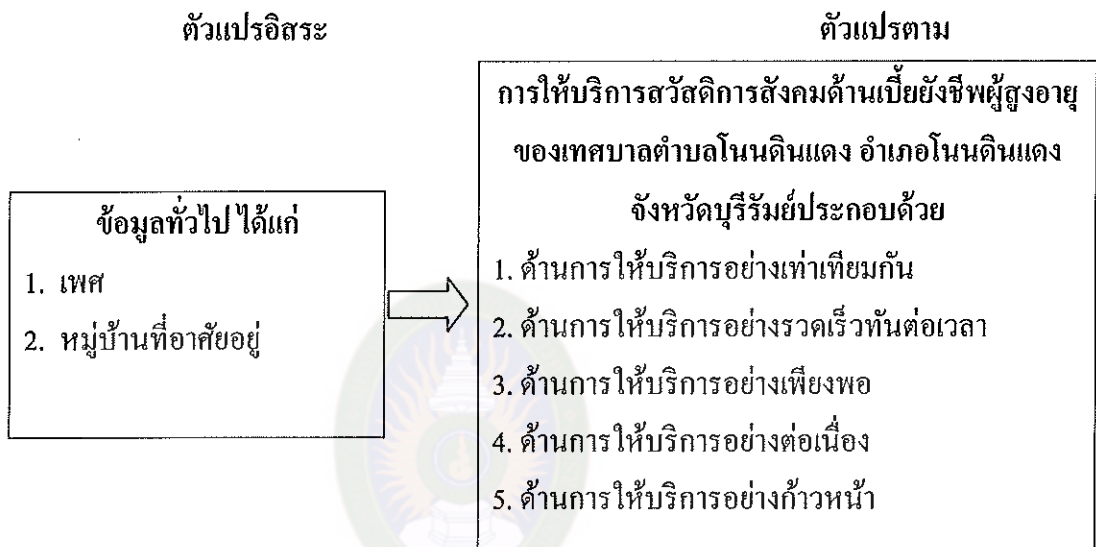 ตัวแปรอิสระ
ตัวแปรตาม
ข้อมูลทั่วไป ได้แก่
1. เพศ
2. หมู่บ้านที่อาศัยอยู่
การให้บริการสวัสดิการสังคมด้านเบี้ยยังชีพผู้สูงอายุ
ของเทศบาลตำบลโนนดินแดง อำเภอโนนดินแดง
จังหวัดบุรีรัมย์ประกอบด้วย
1. ด้านการให้บริการอย่างเท่าเทียมกัน
2. ด้านการให้บริการอย่างรวดเร็วทันต่อเวลา
3. ด้านการให้บริการอย่างเพียงพอ
4. ด้านการให้บริการอย่างต่อเนื่อง
5. ด้านการให้บริการอย่างก้าวหน้า